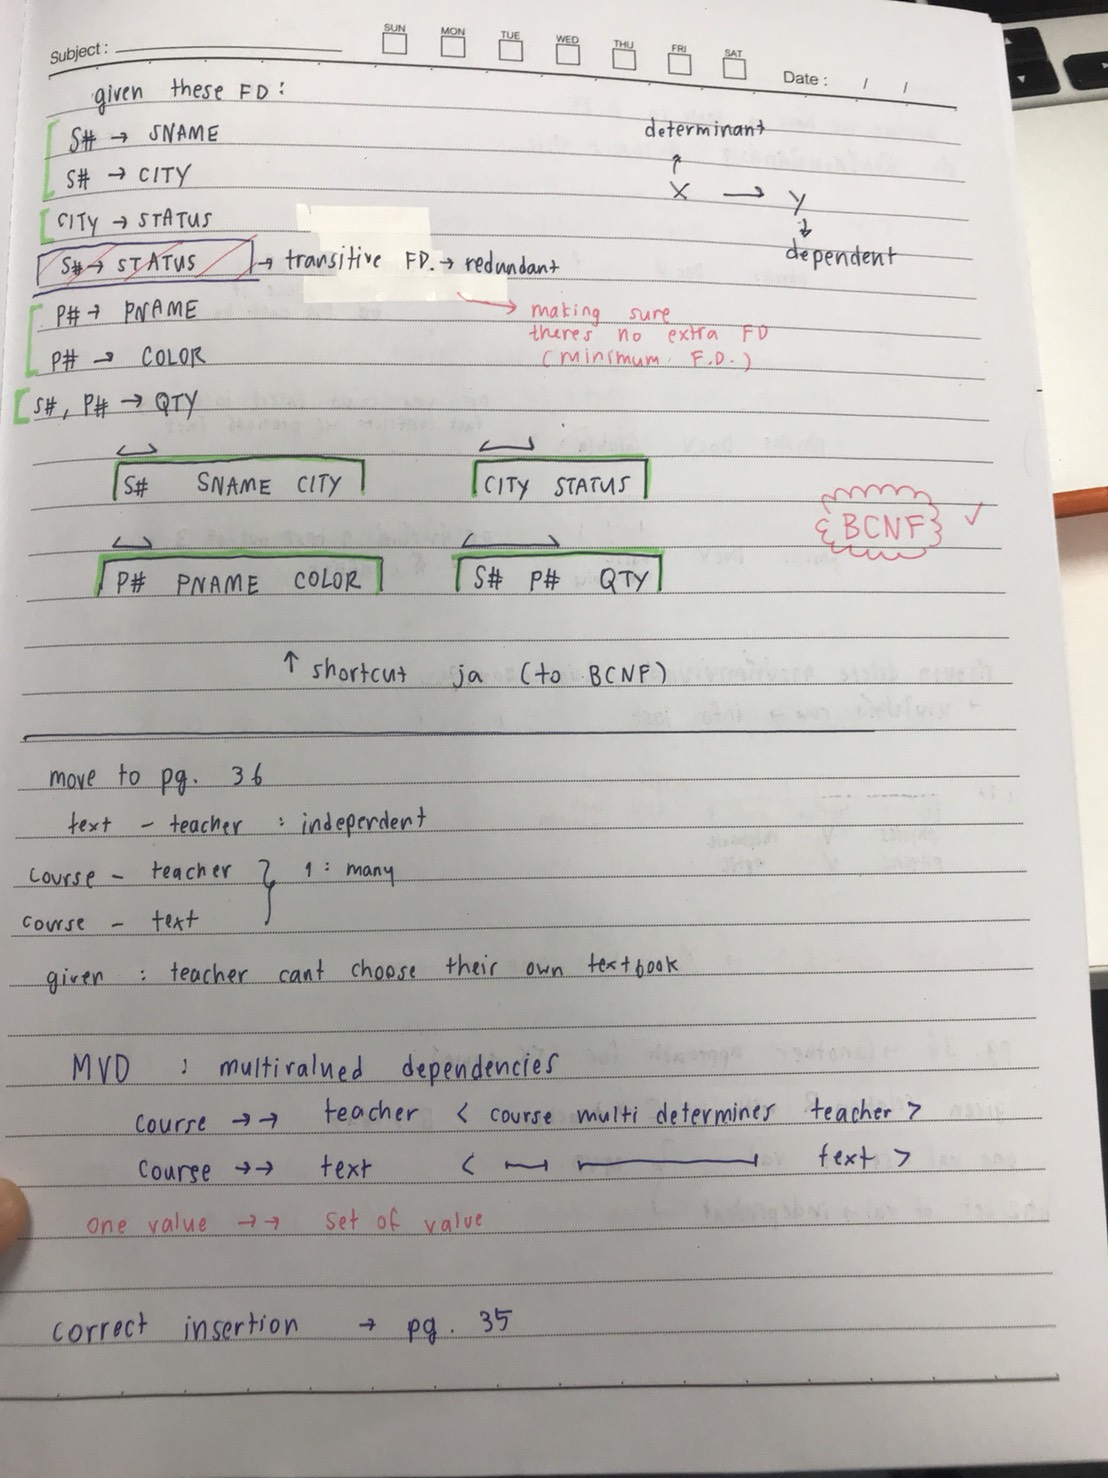 Subject :
SUN MON TUE WED THU FRI SAT
Date : / /
given these FD :
S# → SNAME
S# → CITY
CITY → STATUS
S# → STATUS → transitive FD. → redundant
determinant
↑
X → Y
↓
dependent
→ making sure
theres no extra FD
(minimum F.D.)
P# → PNAME
P# → COLOR
S#, P# → QTY
S# SNAME CITY
CITY STATUS
BCNF ✓
P# PNAME COLOR
S# P# QTY
↑ shortcut ja (to BCNF)
move to pg. 36
text - teacher : independent
course - teacher } 1 : many
course - text
given : teacher cant choose their own textbook
MVD : multivalued dependencies
course →→ teacher < course multi determines teacher >
course →→ text < text >
one value →→ set of value
correct insertion → pg. 35